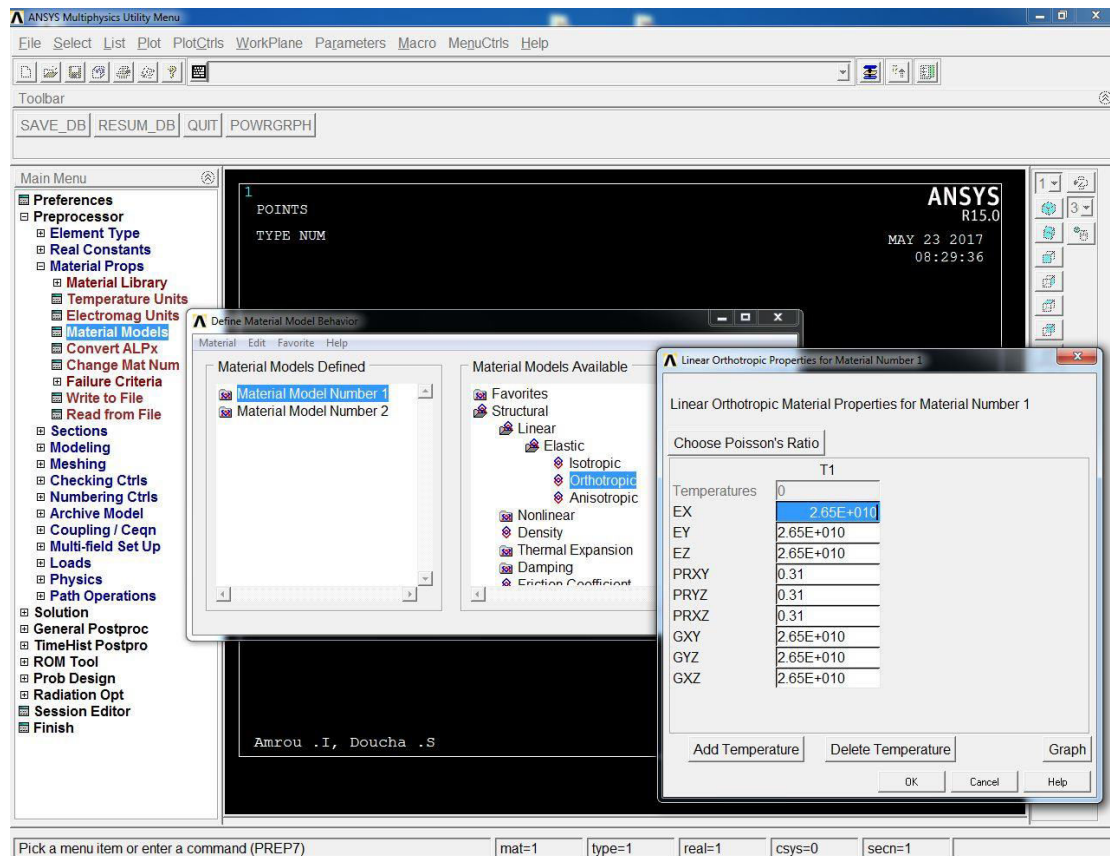 ANSYS Multiphysics Utility Menu
File Select List Plot PlotCtrls WorkPlane Parameters Macro MenuCtrls Help
Toolbar
SAVE_DB RESUM_DB QUIT POWRGRPH
Main Menu
Preferences
Preprocessor
Element Type
Real Constants
Material Props
Material Library
Temperature Units
Electromag Units
Material Models
Convert ALPx
Change Mat Num
Failure Criteria
Write to File
Read from File
Sections
Modeling
Meshing
Checking Ctrls
Numbering Ctrls
Archive Model
Coupling / Ceqn
Multi-field Set Up
Loads
Physics
Path Operations
Solution
General Postproc
TimeHist Postpro
ROM Tool
Prob Design
Radiation Opt
Session Editor
Finish
1
POINTS
TYPE NUM
ANSYS
R15.0
MAY 23 2017
08:29:36
Amrou .I, Doucha .S
1
3
Define Material Model Behavior
Material Edit Favorite Help
Material Models Defined
Material Model Number 1
Material Model Number 2
Material Models Available
Favorites
Structural
Linear
Elastic
Isotropic
Orthotropic
Anisotropic
Nonlinear
Density
Thermal Expansion
Damping
Friction Coefficient
Linear Orthotropic Properties for Material Number 1
Linear Orthotropic Material Properties for Material Number 1
Choose Poisson's Ratio
T1
Temperatures 0
EX 2.65E+010
EY 2.65E+010
EZ 2.65E+010
PRXY 0.31
PRYZ 0.31
PRXZ 0.31
GXY 2.65E+010
GYZ 2.65E+010
GXZ 2.65E+010
Add Temperature Delete Temperature Graph
OK Cancel Help
Pick a menu item or enter a command (PREP7) mat=1 type=1 real=1 csys=0 secn=1